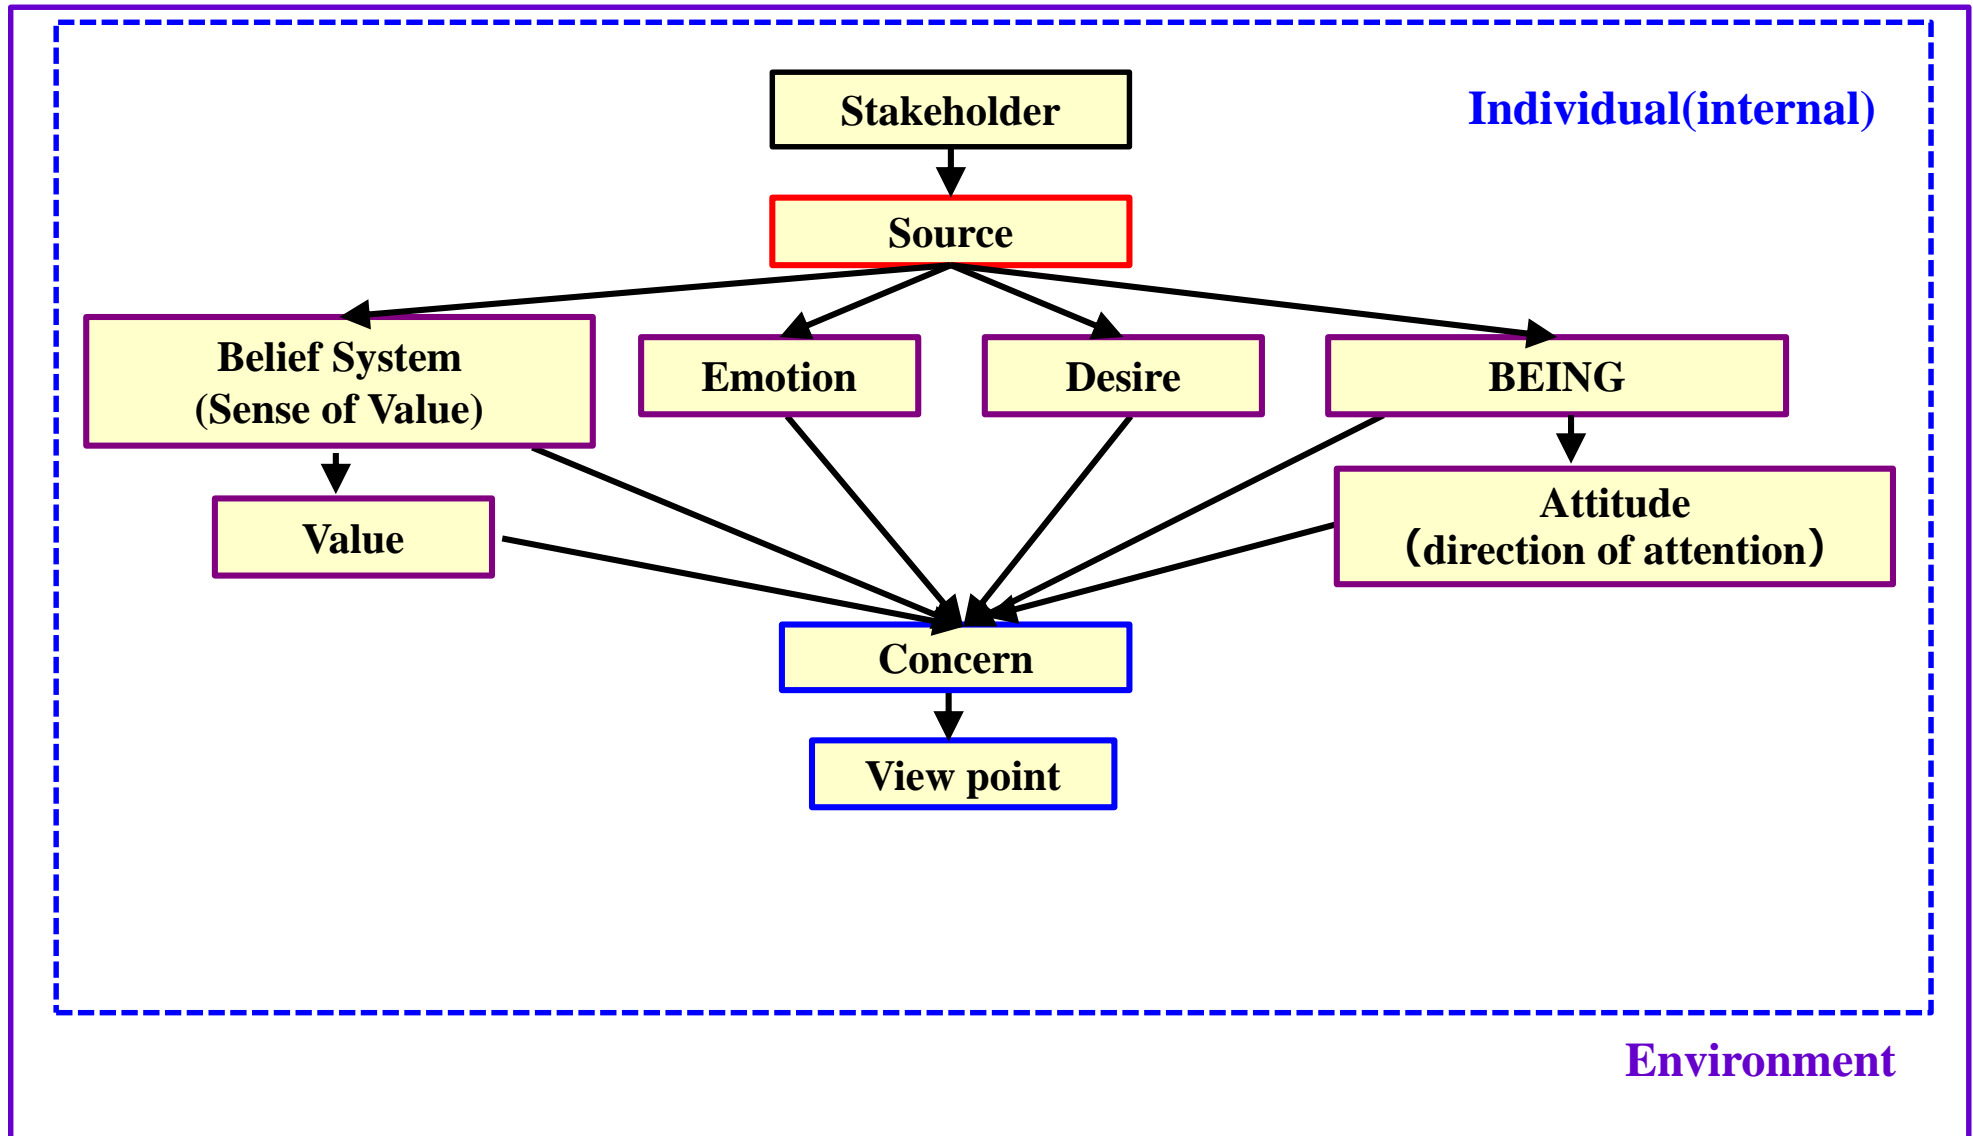 Stakeholder
Individual(internal)
Source
Belief System
(Sense of Value)
Emotion
Desire
BEING
Value
Attitude
（direction of attention）
Concern
View point
Environment